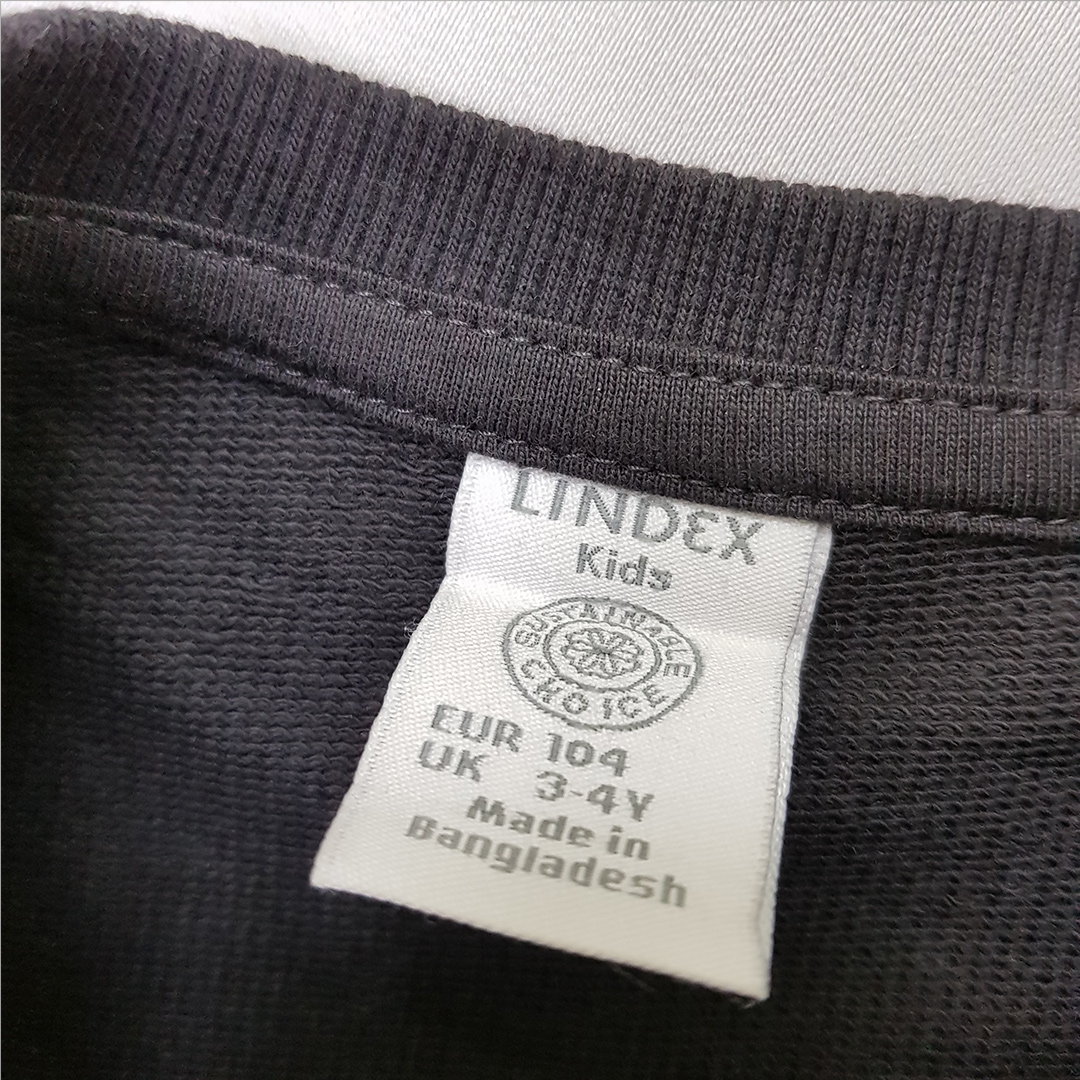 LINDEX
Kids
SUSTAINABLE
CHOICE
EUR 104
UK 3-4Y
Made in
Bangladesh